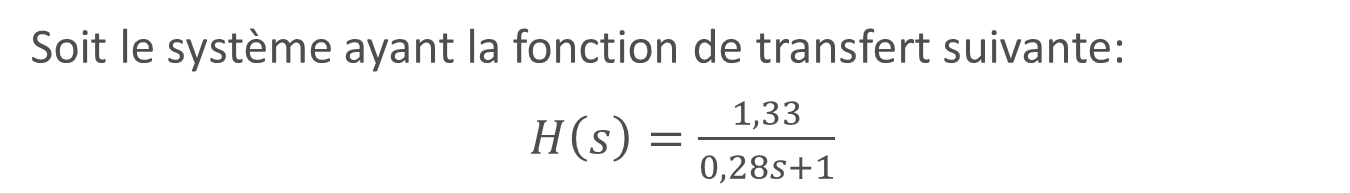 Soit le système ayant la fonction de transfert suivante:
H(s) = 1,33 / 0,28s+1